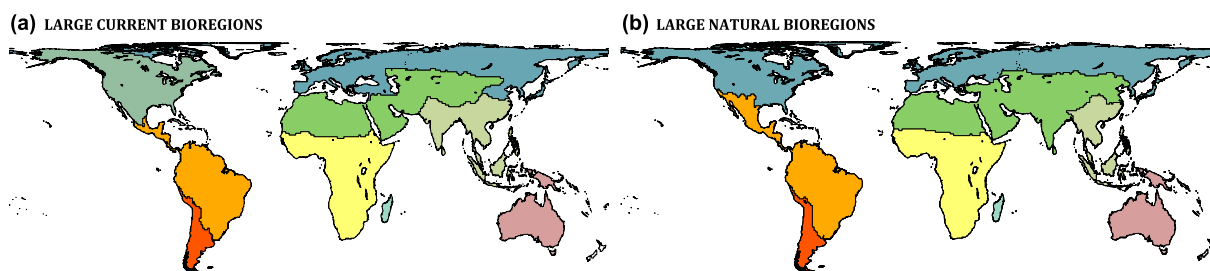 (a) LARGE CURRENT BIOREGIONS
(b) LARGE NATURAL BIOREGIONS